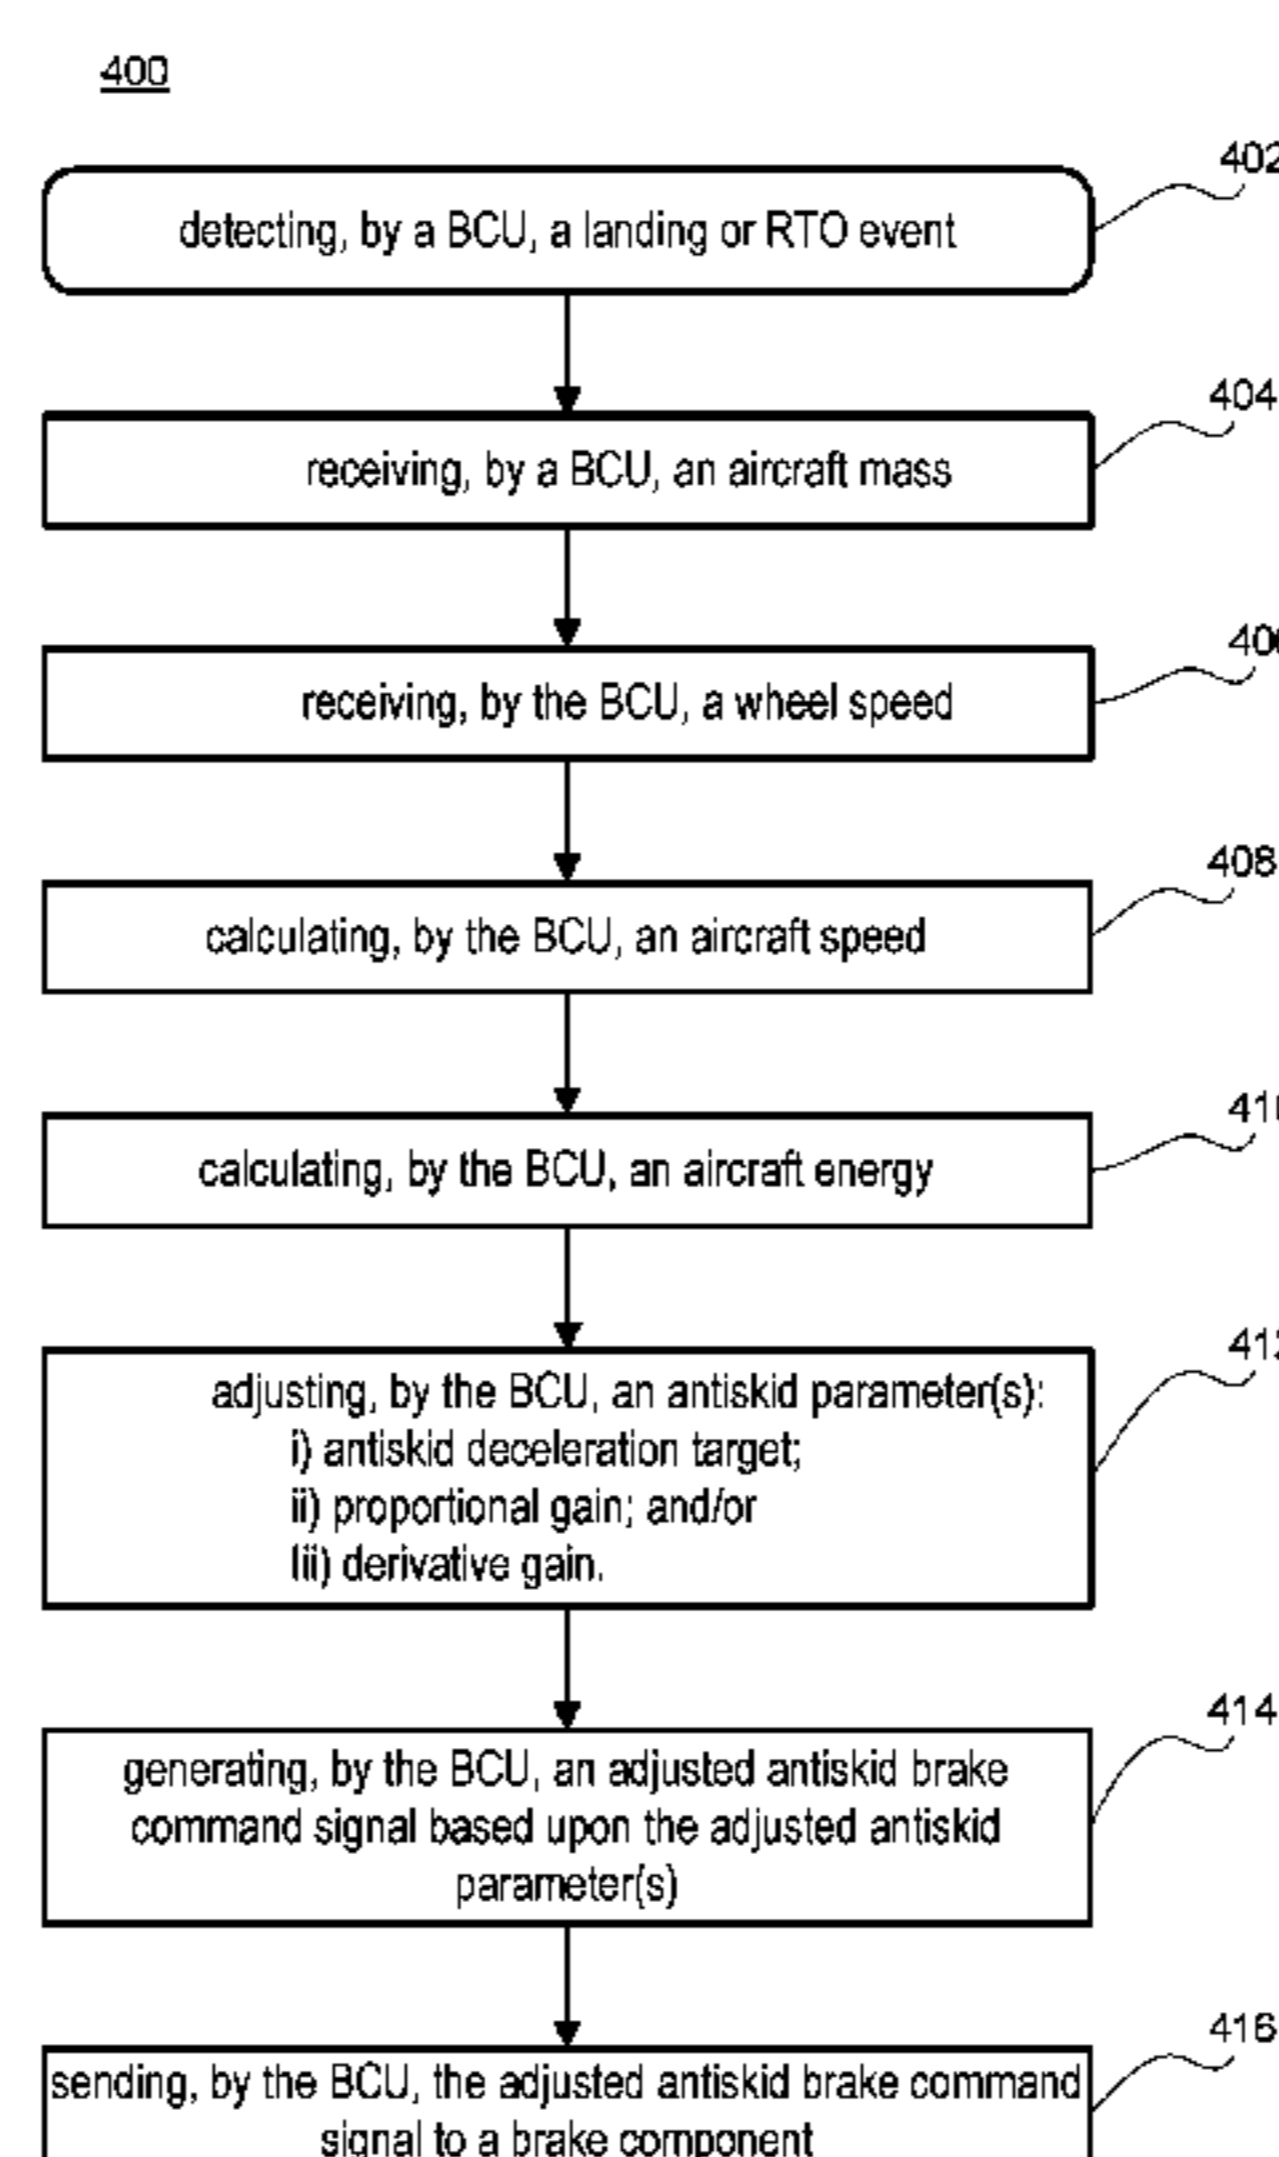 400
402
detecting, by a BCU, a landing or RTO event
404
receiving, by a BCU, an aircraft mass
406
receiving, by the BCU, a wheel speed
408
calculating, by the BCU, an aircraft speed
410
calculating, by the BCU, an aircraft energy
412
adjusting, by the BCU, an antiskid parameter(s):
i) antiskid deceleration target;
ii) proportional gain; and/or
iii) derivative gain.
414
generating, by the BCU, an adjusted antiskid brake
command signal based upon the adjusted antiskid
parameter(s)
416
sending, by the BCU, the adjusted antiskid brake command
signal to a brake component